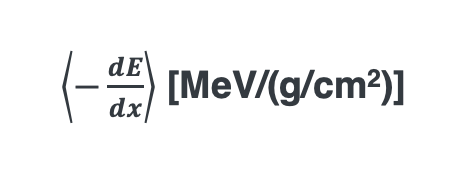 ⟨−dE/dx⟩ [MeV/(g/cm²)]